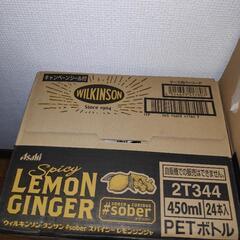 キャンペーンシール付
WILKINSON
Since 1904
Asahi
Spicy
LEMON
GINGER
SOBER CURIOUS
#sober
自販機での販売はできません。
2T344
450ml 24本入
PETボトル
ウィルキンソン タンサン #sober スパイシーレモンジンジャ